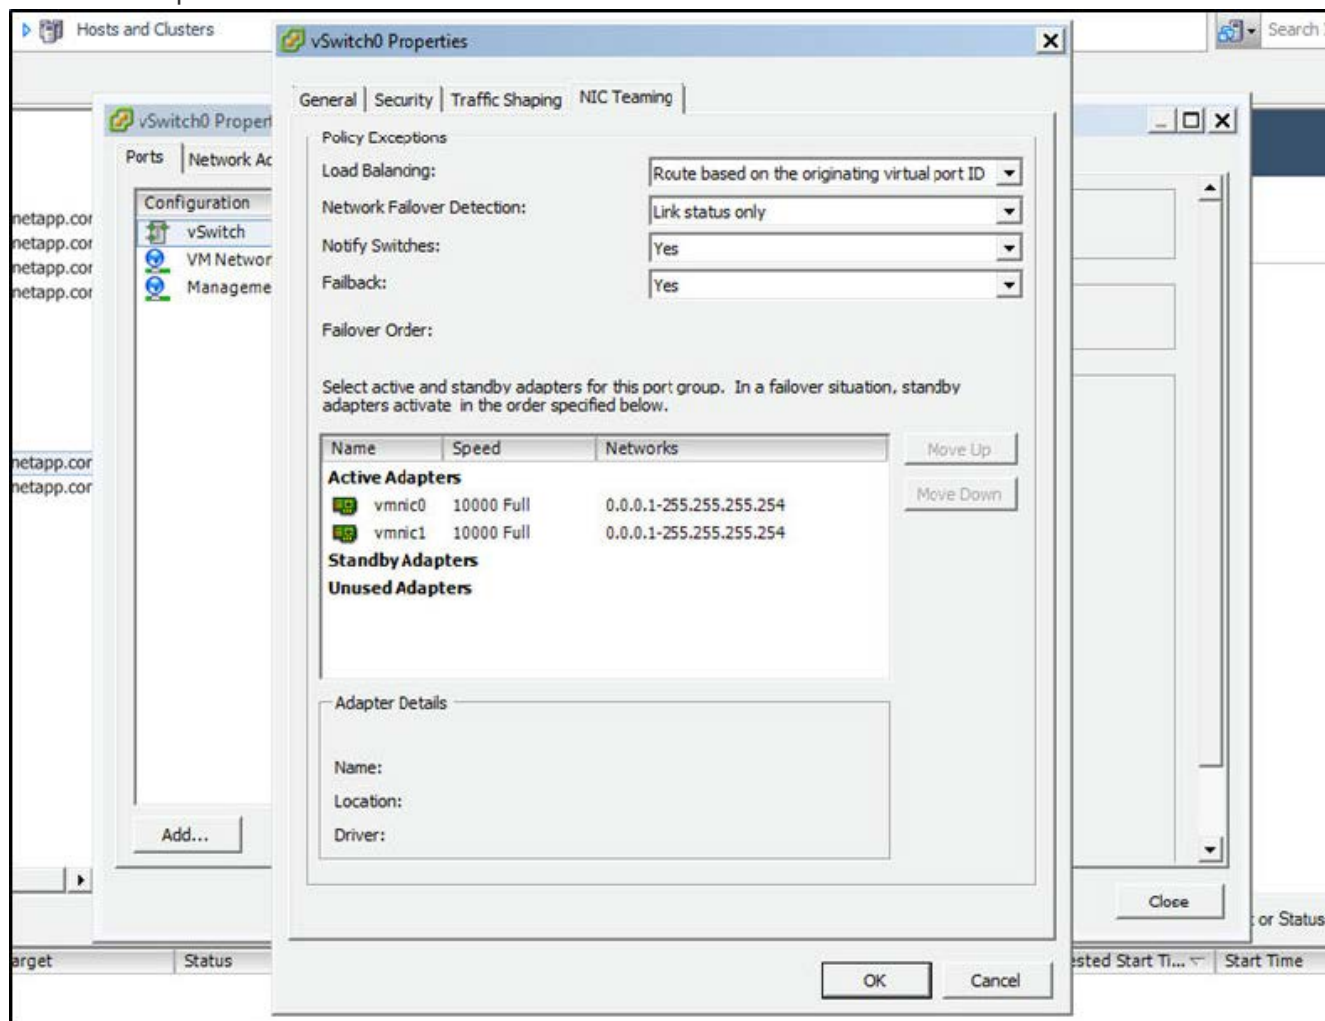 Hosts and Clusters
Search
vSwitch0 Properties
General
Security
Traffic Shaping
NIC Teaming
vSwitch0 Propert
Ports
Network Ac
Configuration
vSwitch
VM Networ
Manageme
netapp.cor
netapp.cor
netapp.cor
netapp.cor
netapp.cor
netapp.cor
Policy Exceptions
Load Balancing:
Route based on the originating virtual port ID
Network Failover Detection:
Link status only
Notify Switches:
Yes
Failback:
Yes
Failover Order:
Select active and standby adapters for this port group. In a failover situation, standby
adapters activate in the order specified below.
Name Speed Networks
Active Adapters
vmnic0 10000 Full 0.0.0.1-255.255.255.254
vmnic1 10000 Full 0.0.0.1-255.255.255.254
Standby Adapters
Unused Adapters
Move Up
Move Down
Adapter Details
Name:
Location:
Driver:
Add...
Close
OK
Cancel
or Status
arget
Status
ested Start Ti...
Start Time